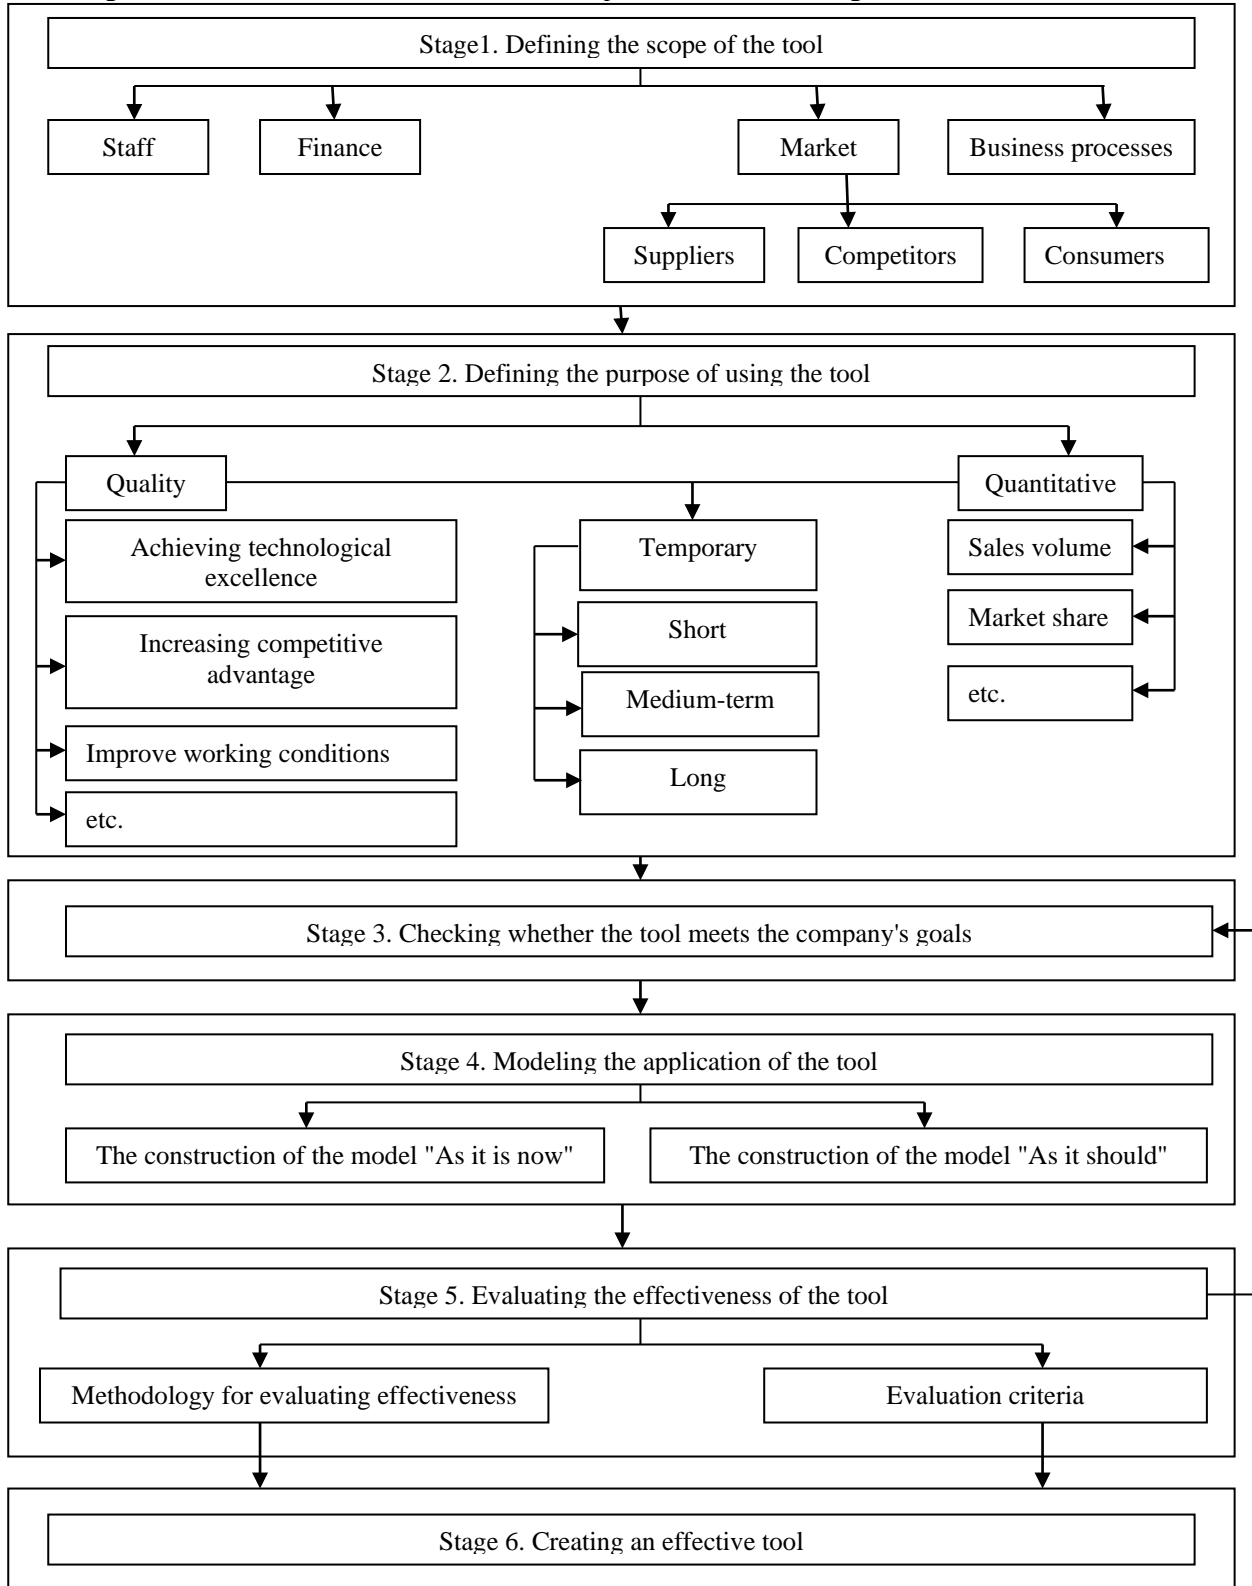 Stage1. Defining the scope of the tool
Staff
Finance
Market
Business processes
Suppliers
Competitors
Consumers
Stage 2. Defining the purpose of using the tool
Quality
Quantitative
Achieving technological
excellence
Increasing competitive
advantage
Improve working conditions
etc.
Temporary
Short
Medium-term
Long
Sales volume
Market share
etc.
Stage 3. Checking whether the tool meets the company's goals
Stage 4. Modeling the application of the tool
The construction of the model "As it is now"
The construction of the model "As it should"
Stage 5. Evaluating the effectiveness of the tool
Methodology for evaluating effectiveness
Evaluation criteria
Stage 6. Creating an effective tool